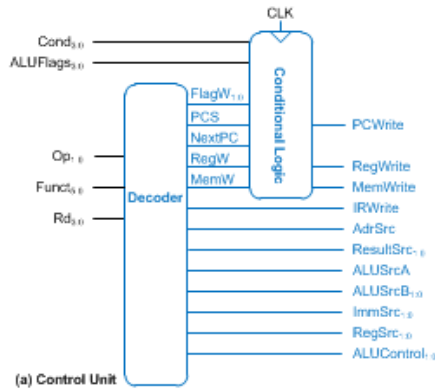 CLK
Cond3:0
ALUFlags3:0
FlagW1:0
PCS
NextPC
RegW
MemW
Conditional Logic
PCWrite
RegWrite
MemWrite
Op1:0
Funct5:0
Rd3:0
Decoder
IRWrite
AdrSrc
ResultSrc1:0
ALUSrcA
ALUSrcB1:0
ImmSrc1:0
RegSrc1:0
ALUControl1:0
(a) Control Unit